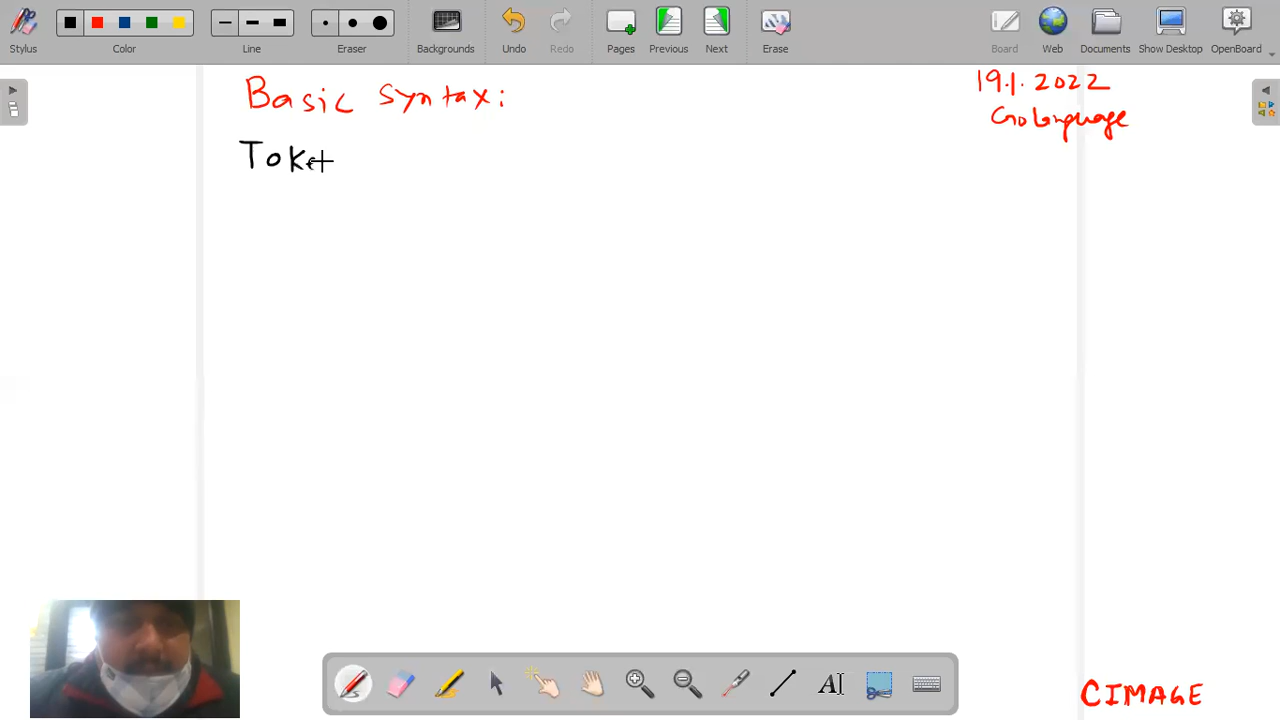 Stylus
Color
Line
Eraser
Backgrounds
Undo
Redo
Pages
Previous
Next
Erase
Board
Web
Documents
Show Desktop
OpenBoard
Basic Syntax:
19.1.2022
Go Language
Toke
CIMAGE